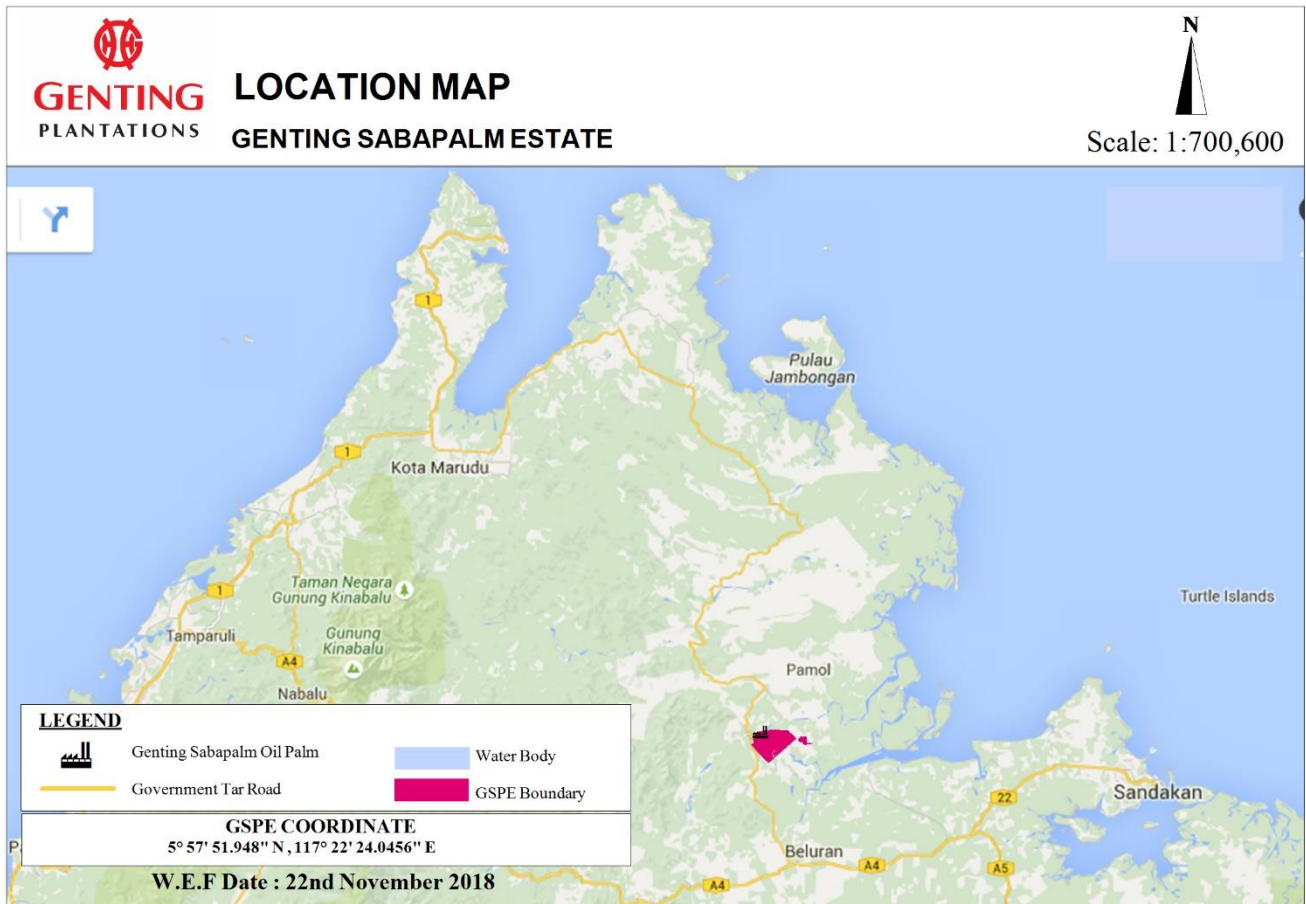 GENTING
PLANTATIONS
LOCATION MAP
GENTING SABAPALM ESTATE
N
Scale: 1:700,600
1
Pulau
Jambongan
1
Kota Marudu
Taman Negara
Gunung Kinabalu
1
Turtle Islands
Tamparuli
Gunung
Kinabalu
A4
Nabalu
Pamol
LEGEND
Genting Sabapalm Oil Palm
Water Body
Government Tar Road
GSPE Boundary
GSPE COORDINATE
5° 57' 51.948" N , 117° 22' 24.0456" E
W.E.F Date : 22nd November 2018
22
Sandakan
Beluran
A4
A5
A4